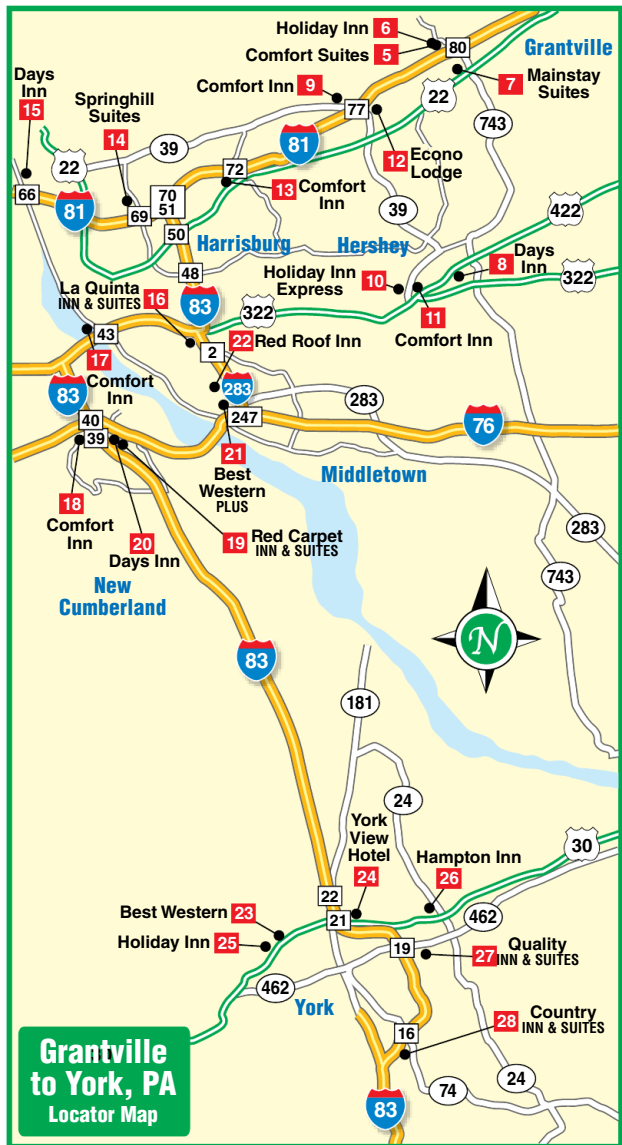 Holiday Inn 6
Comfort Suites 5
80
Grantville
7 Mainstay
Suites
Days
Inn
15
Springhill
Suites
14
Comfort Inn 9
77
22
743
81
12 Econo
Lodge
39
22
72
13 Comfort
Inn
66
81
69
70
51
50
48
39
422
Harrisburg
Hershey
8 Days
Inn
322
Holiday Inn
Express
10
11
Comfort Inn
La Quinta
INN & SUITES
16
83
322
43
2
22 Red Roof Inn
17
Comfort
Inn
83
283
283
40
39
247
76
21
Best
Western
PLUS
Middletown
18
Comfort
Inn
20
Days Inn
19 Red Carpet
INN & SUITES
283
743
New
Cumberland
N
83
181
24
York
View
Hotel
24
Hampton Inn
26
30
22
21
Best Western 23
Holiday Inn 25
462
19
Quality
27 INN & SUITES
462
York
16
28 Country
INN & SUITES
74
24
83
Grantville
to York, PA
Locator Map